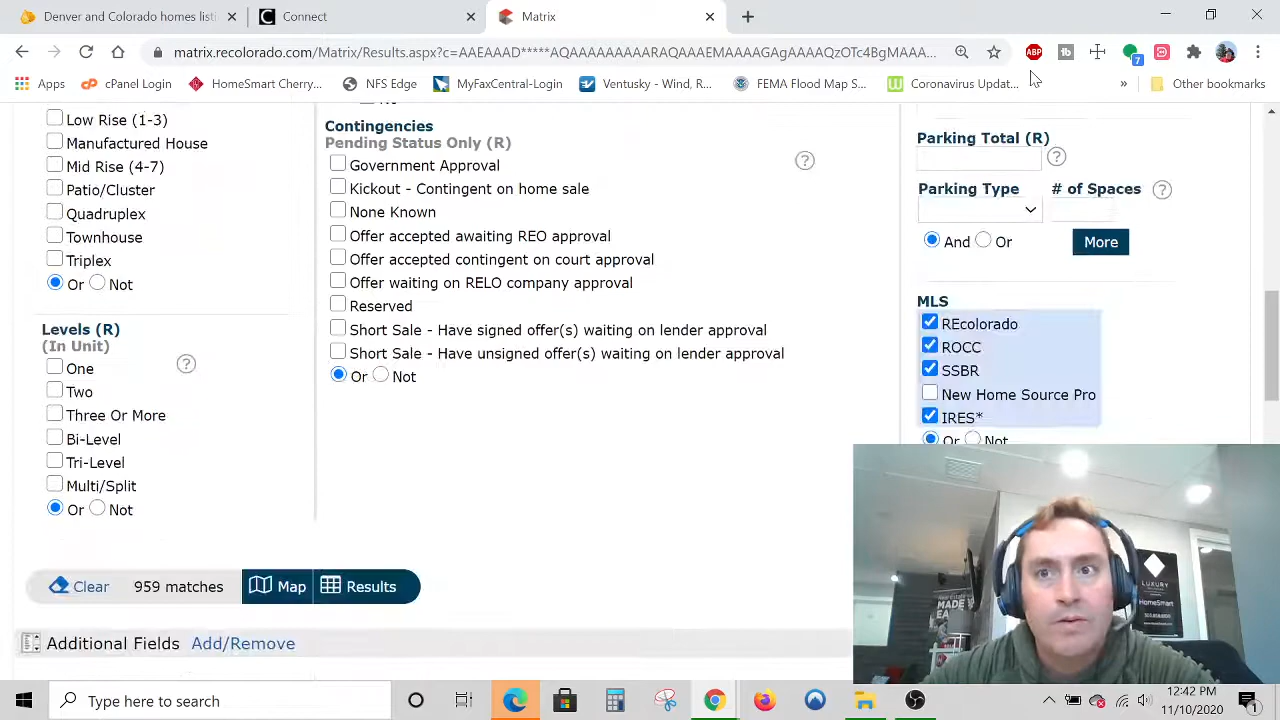 Denver and Colorado homes listi
Connect
Matrix
matrix.recolorado.com/Matrix/Results.aspx?c=AAEAAAD*****AQAAAAAAAAARAQAAAEMAAAAGAgAAAAQzOTc4BgMAAA...
Apps
cPanel Login
HomeSmart Cherry...
NFS Edge
MyFaxCentral-Login
Ventusky - Wind, R...
FEMA Flood Map S...
Coronavirus Updat...
»
Other bookmarks
Low Rise (1-3)
Manufactured House
Mid Rise (4-7)
Patio/Cluster
Quadruplex
Townhouse
Triplex
Or Not
Levels (R)
(In Unit)
One
Two
Three Or More
Bi-Level
Tri-Level
Multi/Split
Or Not
Contingencies
Pending Status Only (R)
Government Approval
Kickout - Contingent on home sale
None Known
Offer accepted awaiting REO approval
Offer accepted contingent on court approval
Offer waiting on RELO company approval
Reserved
Short Sale - Have signed offer(s) waiting on lender approval
Short Sale - Have unsigned offer(s) waiting on lender approval
Or Not
Parking Total (R)
Parking Type # of Spaces
And Or More
MLS
REcolorado
ROCC
SSBR
New Home Source Pro
IRES*
Or Not
Clear 959 matches Map Results
Additional Fields Add/Remove
MADE
EA
LUXURY
HomeSmart
Type here to search
12:42 PM
11/10/2020